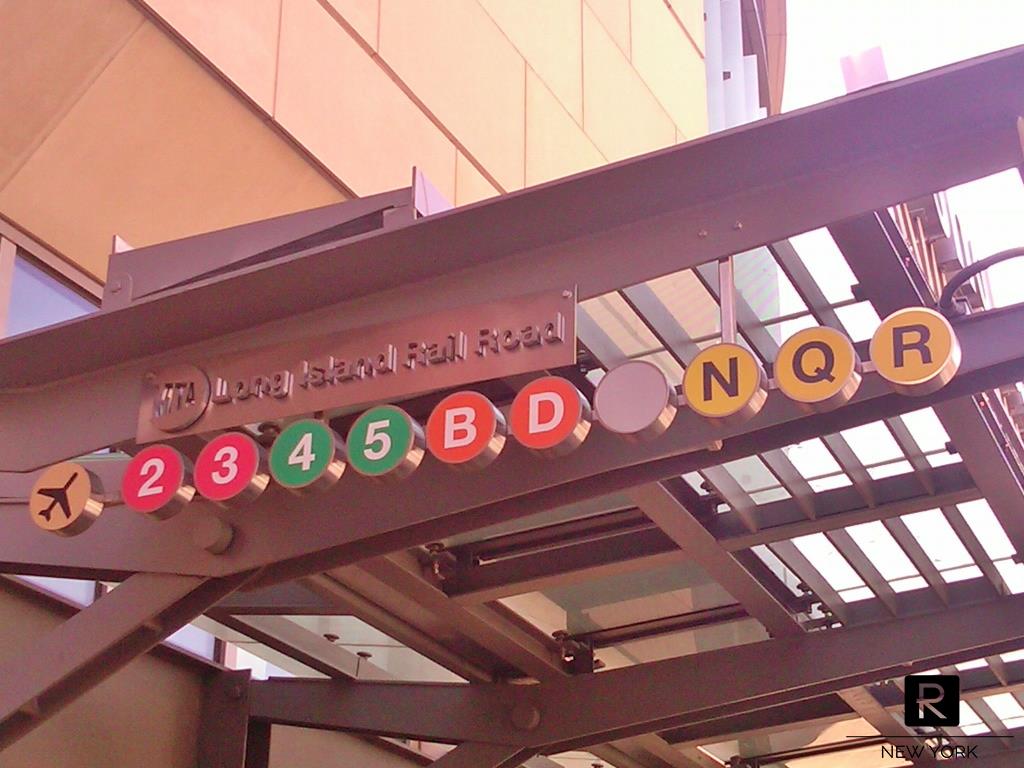 MTA Long Island Rail Road
2 3 4 5 B D N Q R
R
NEW YORK